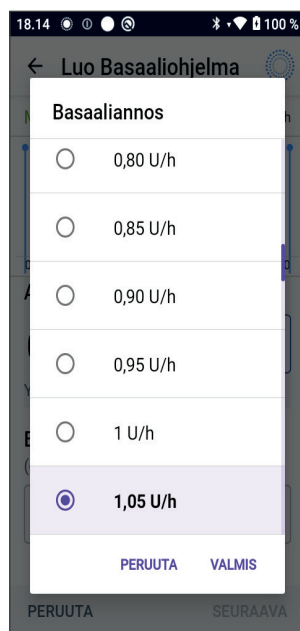 18.14 100 %
Luo Basaaliohjelma
Basaaliannos
0,80 U/h
0,85 U/h
0,90 U/h
0,95 U/h
1 U/h
1,05 U/h
PERUUTA VALMIS
PERUUTA SEURAAVA